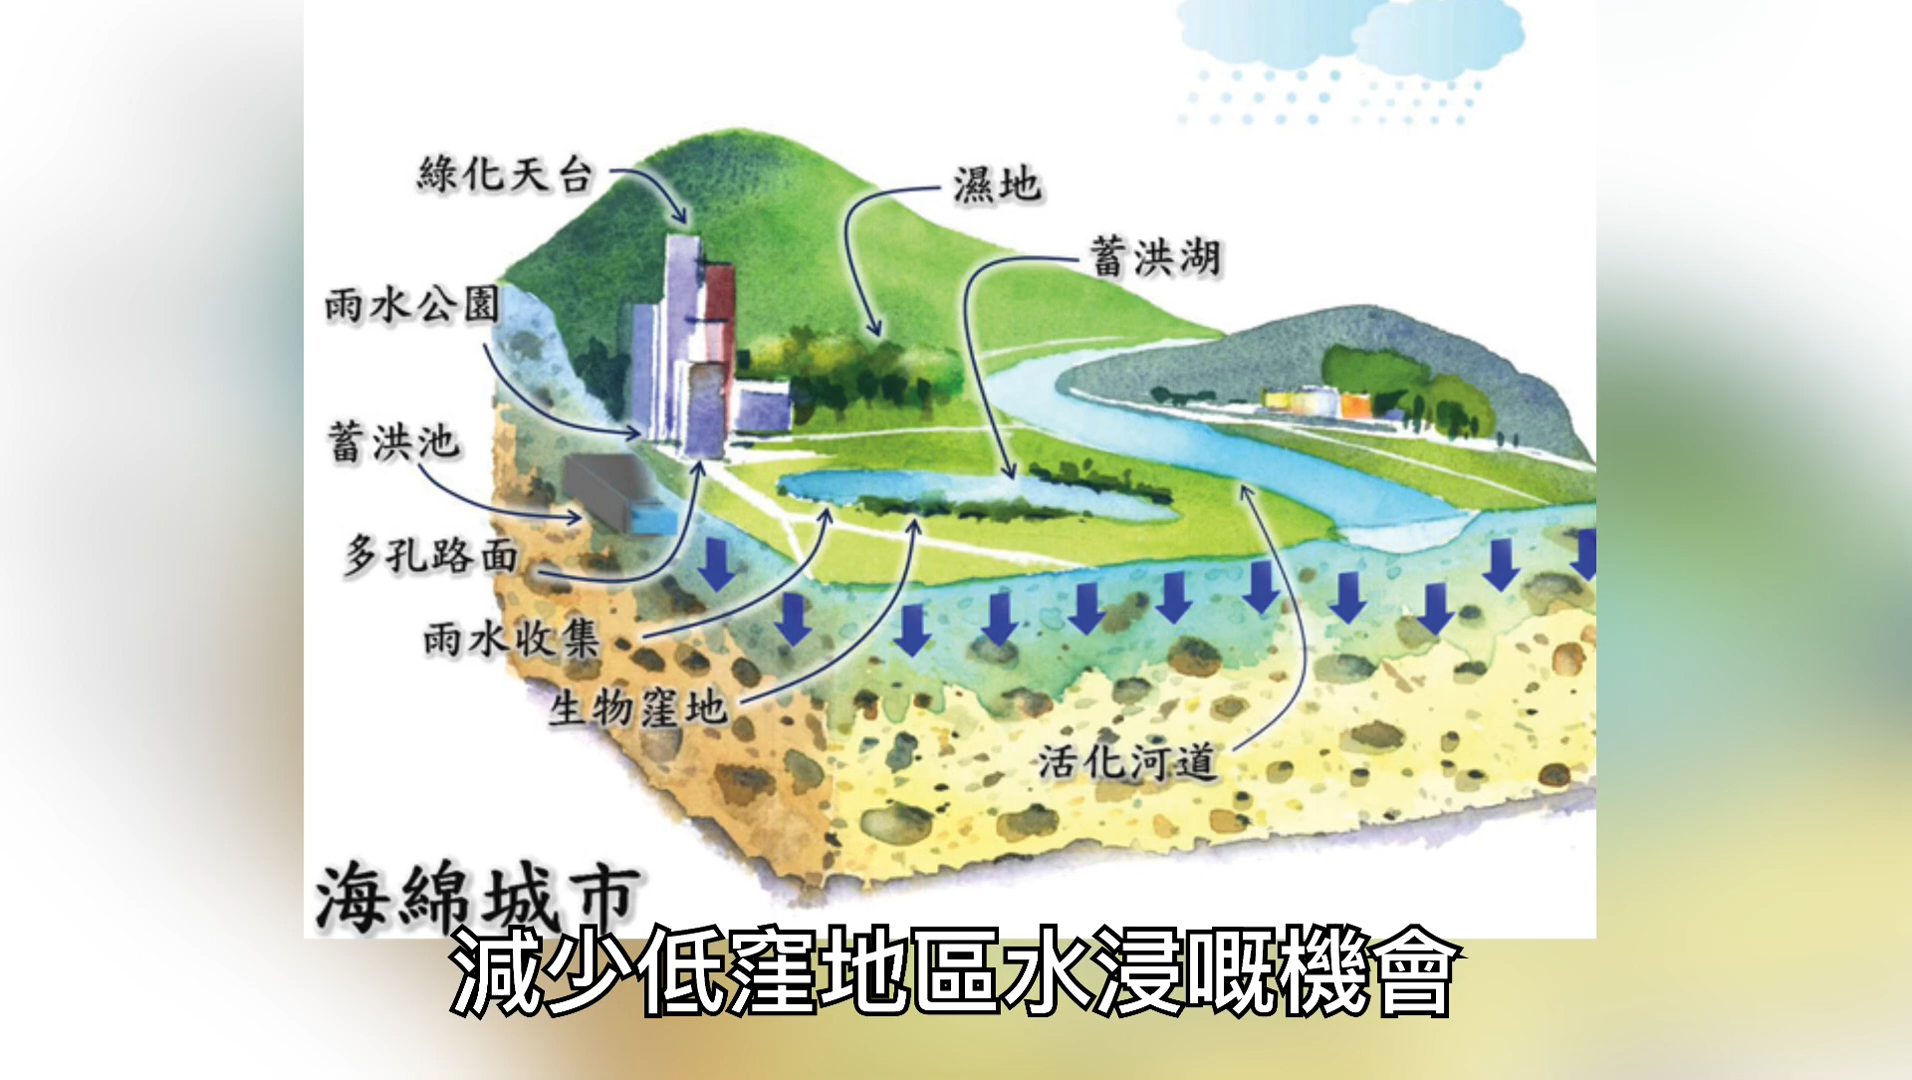 綠化天台
濕地
蓄洪湖
雨水公園
蓄洪池
多孔路面
雨水收集
生物窪地
活化河道
海綿城市
減少低窪地區水浸嘅機會